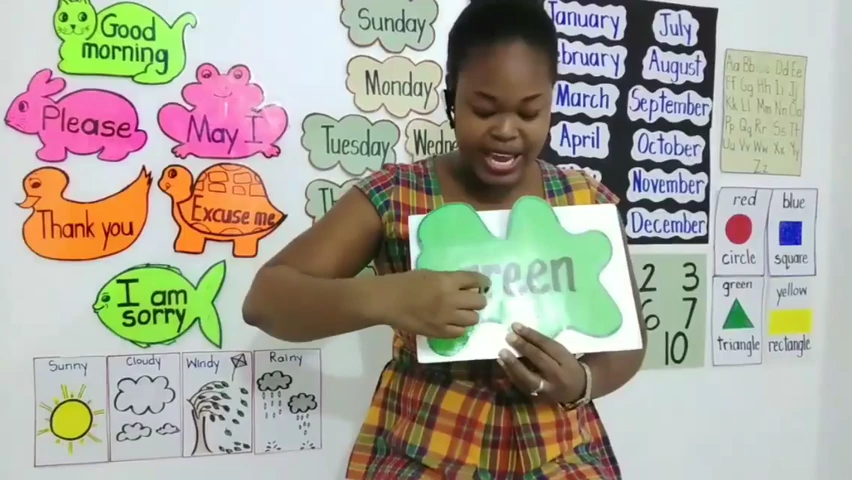 Good
morning
Please
May I
Thank you
Excuse me
I am
sorry
Sunny
Cloudy
Windy
Rainy
Sunday
Monday
Tuesday
green
January
March
April
July
August
September
October
November
December
2 3
6 7
10
red
circle
blue
square
green
triangle
yellow
rectangle